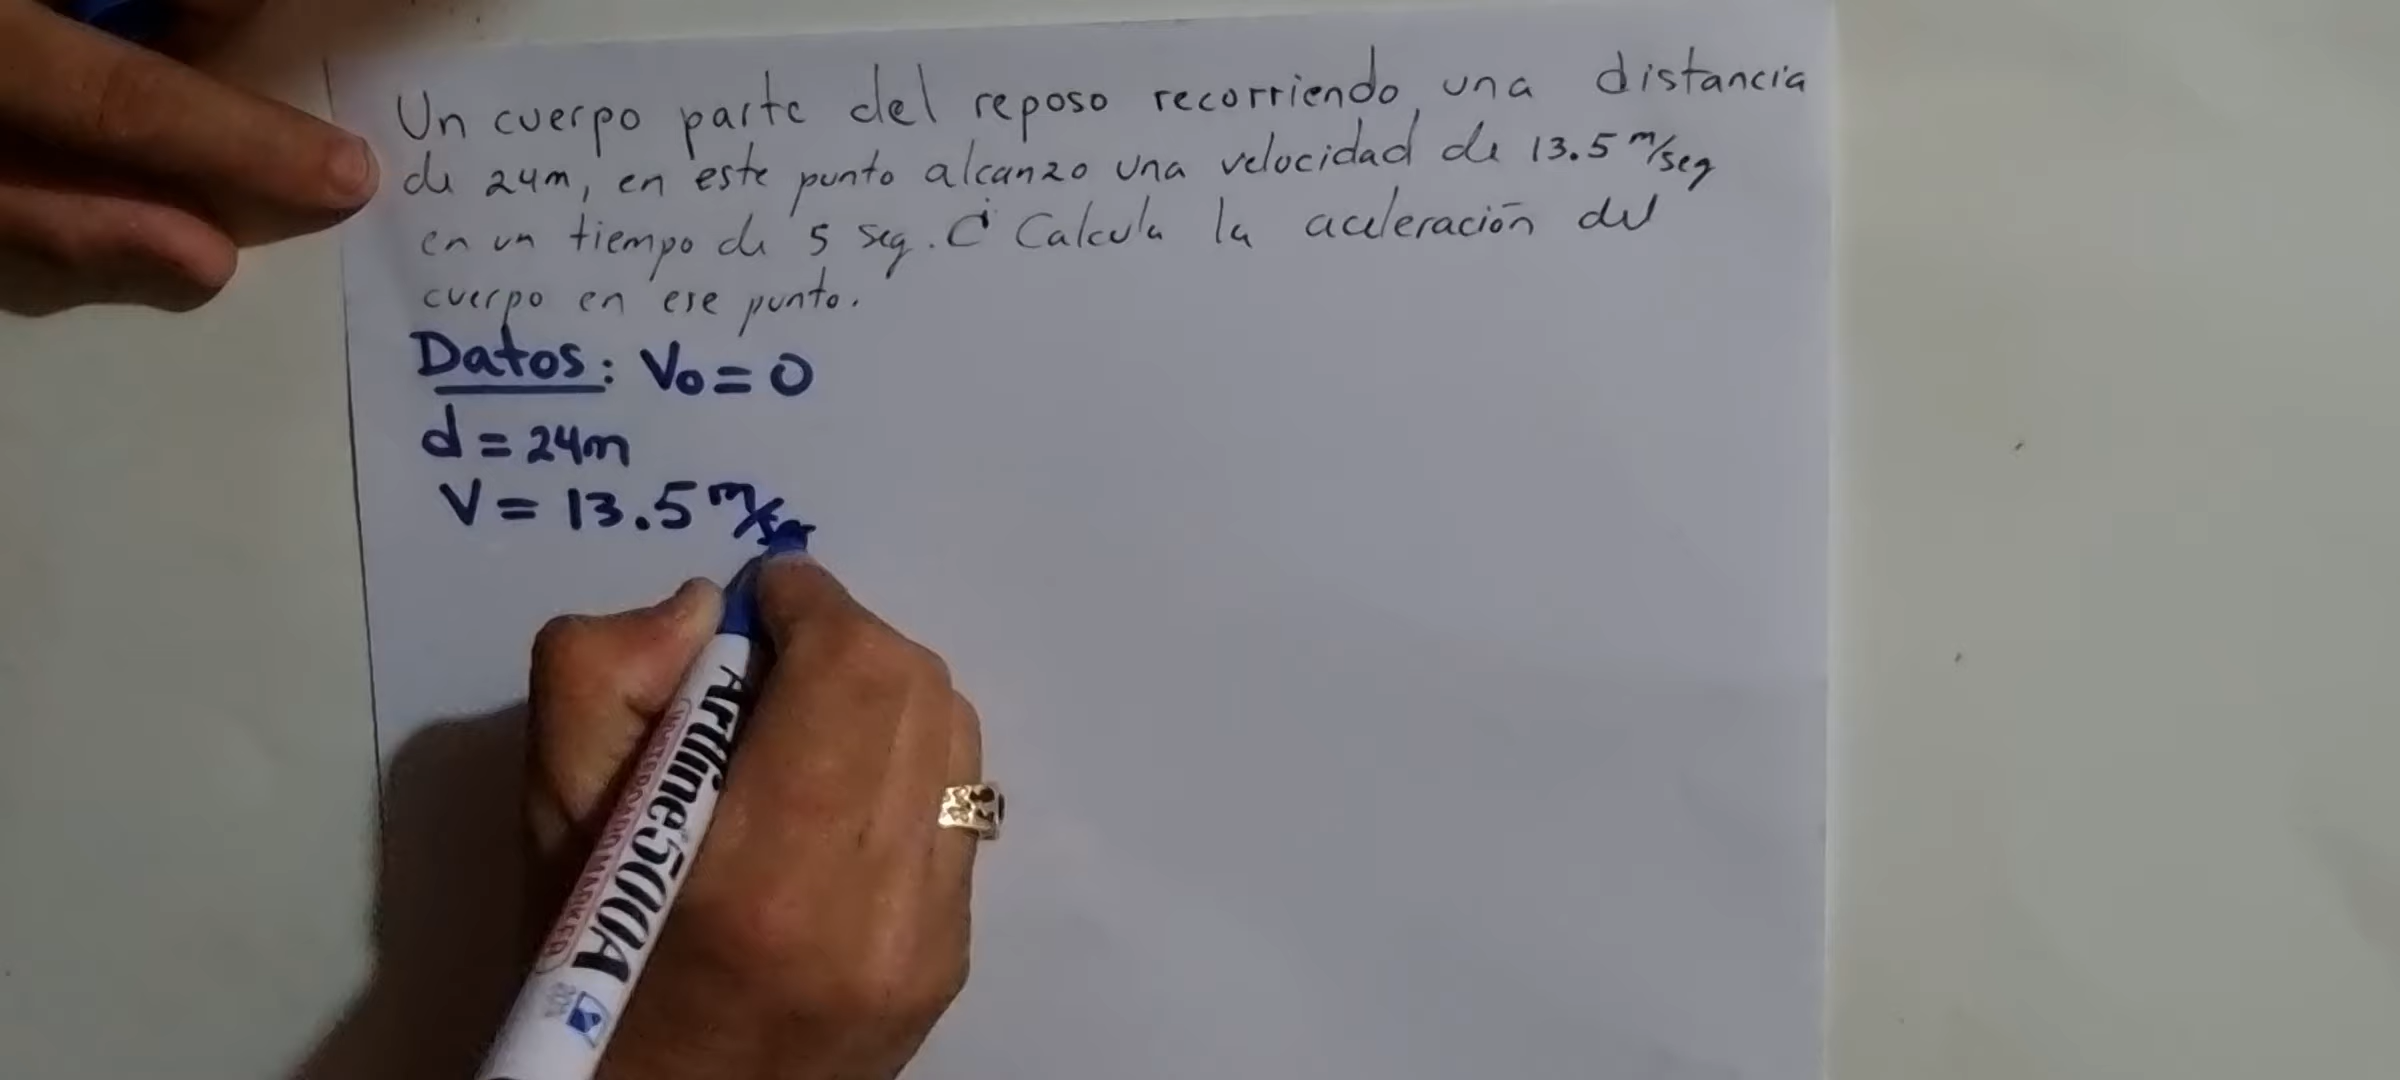 Un cuerpo parte del reposo recorriendo, una distancia
de 24m, en este punto alcanzo una velocidad de 13.5 m/seg
en un tiempo de 5 seg. C Calcula la aceleración del
cuerpo en ese punto.
Datos: Vo = 0
d = 24m
V = 13.5 m/
Artline 500A
WHITEBOARD MARKER